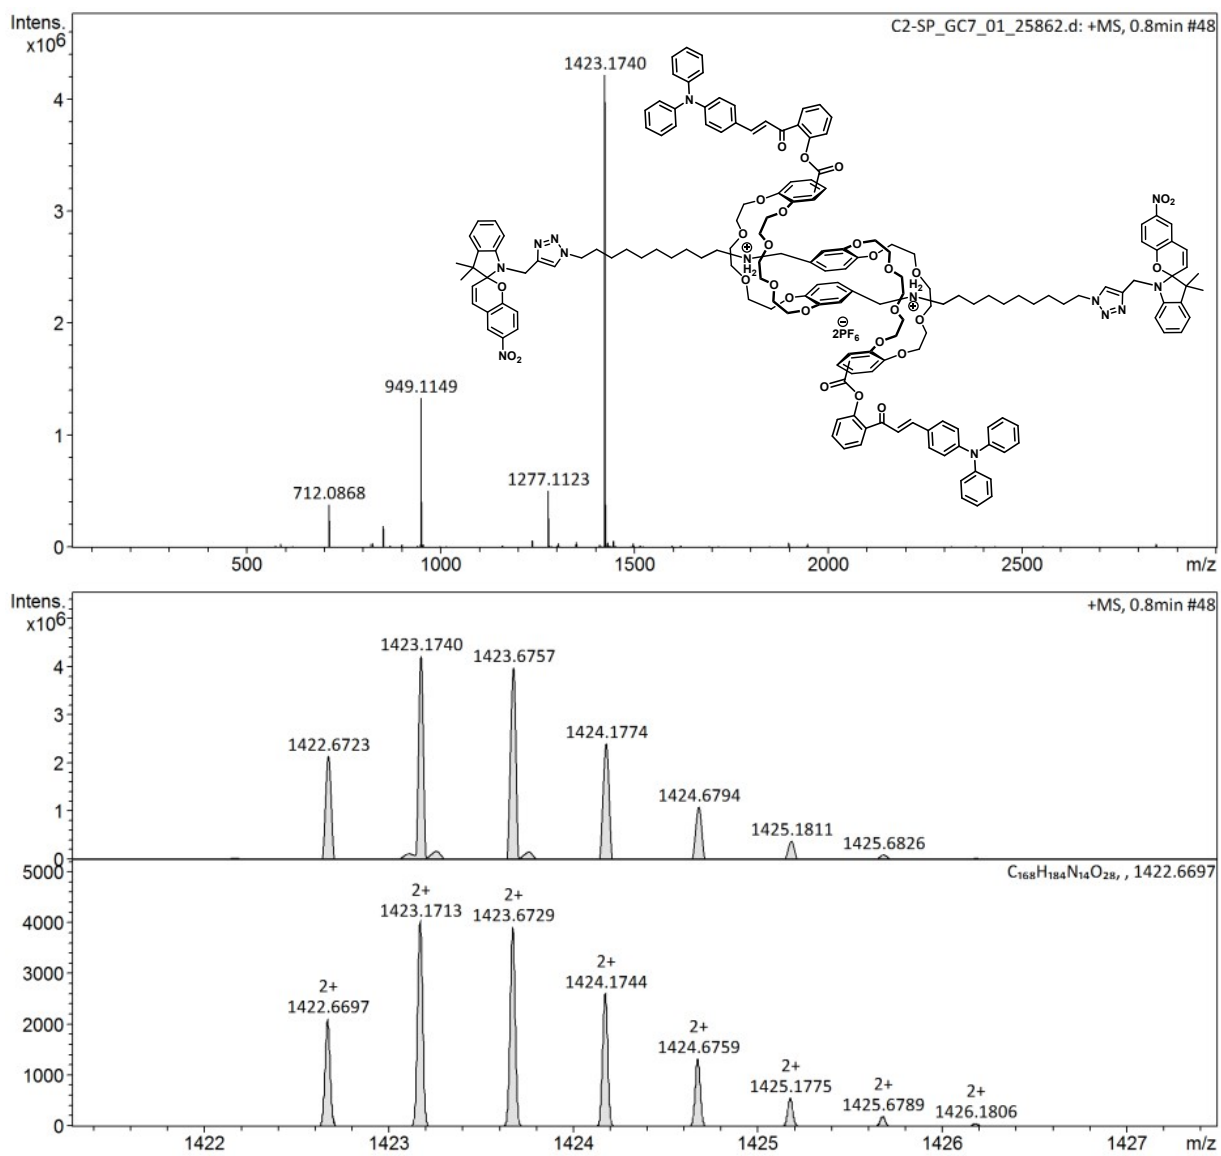 Intens.
x10⁶
C2-SP_GC7_01_25862.d: +MS, 0.8min #48
1423.1740
949.1149
1277.1123
712.0868
4
3
2
1
0
500 1000 1500 2000 2500 m/z
N
O
O
O
O
O
O
O
O
O
O
O
O
N
H₂
⊕
N N
N
N
O
NO₂
O
O
O
O
O
O
O
O
H₂
N
⊕
⊖
2PF₆
N
N N
N
O
NO₂
O
O
O
N
Intens.
x10⁶
+MS, 0.8min #48
1422.6723
1423.1740
1423.6757
1424.1774
1424.6794
1425.1811
1425.6826
4
3
2
1
0
C₁₆₈H₁₈₄N₁₄O₂₈, , 1422.6697
2+
1422.6697
2+
1423.1713
2+
1423.6729
2+
1424.1744
2+
1424.6759
2+
1425.1775
2+
1425.6789
2+
1426.1806
5000
4000
3000
2000
1000
0
1422 1423 1424 1425 1426 1427 m/z